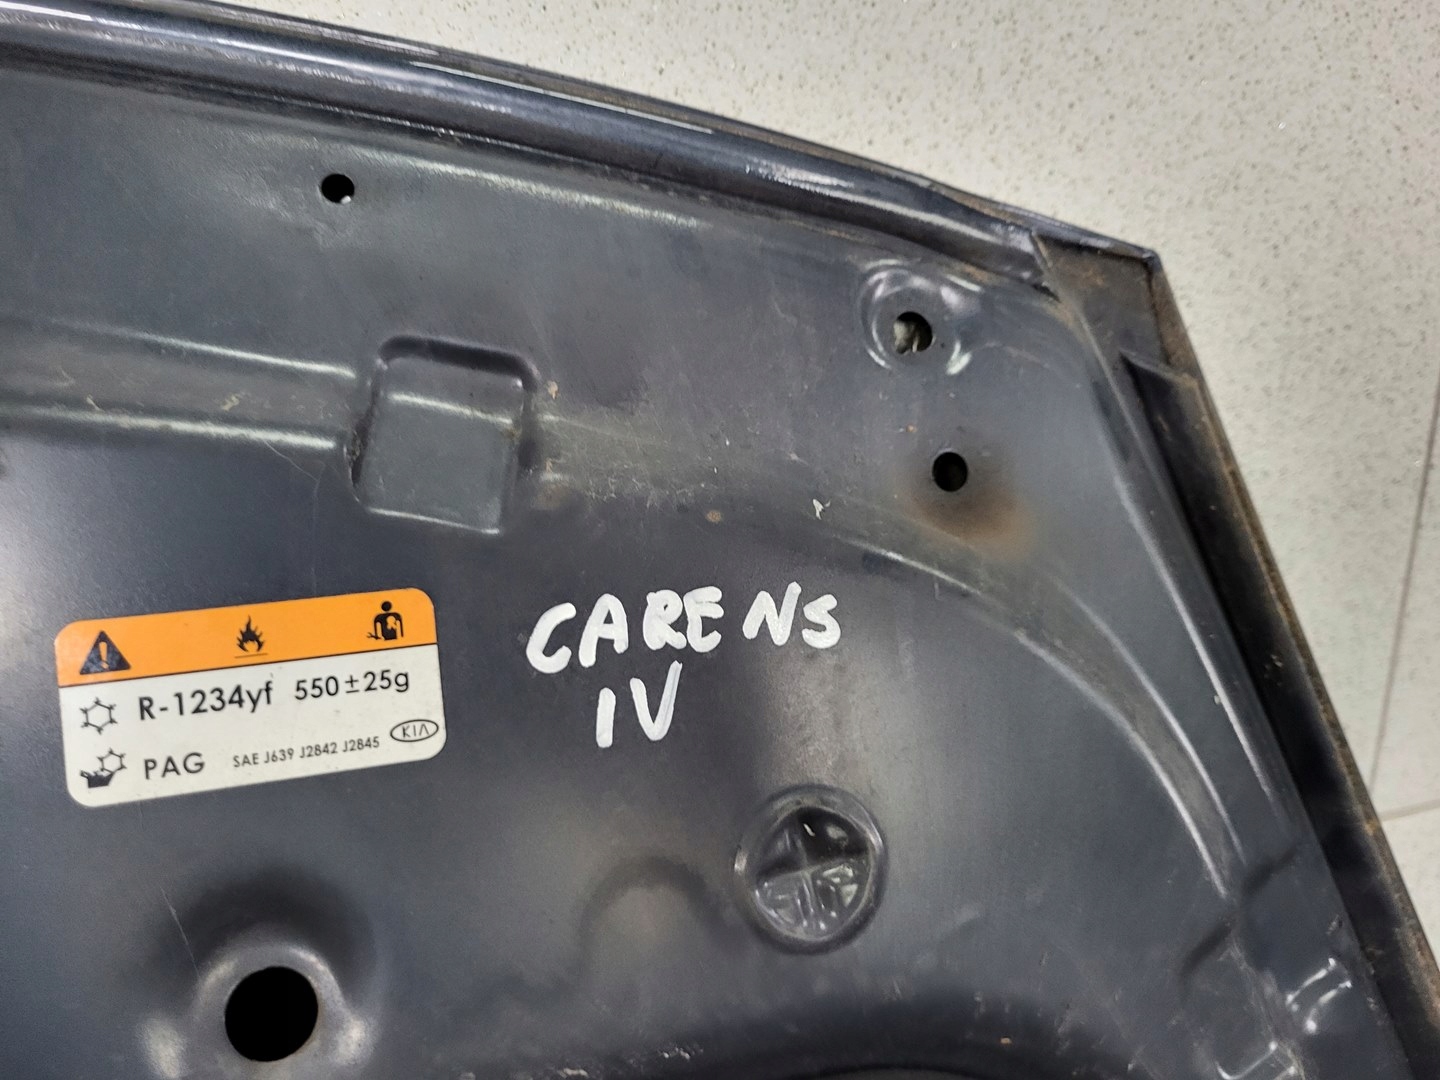 R-1234yf 550±25g
PAG SAE J639 J2842 J2845 KIA
CARENS
IV